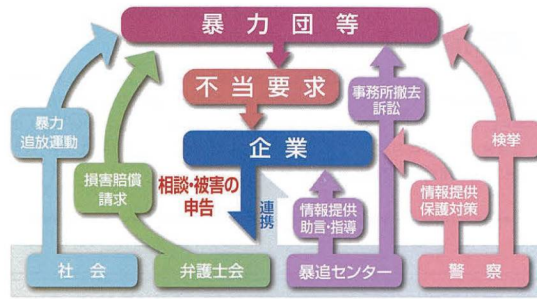 暴力団等
不当要求
事務所撤去
訴訟
暴力
追放運動
企業
検挙
損害賠償
請求
相談・被害の
申告
連携
情報提供
助言・指導
情報提供
保護対策
社会
弁護士会
暴追センター
警察